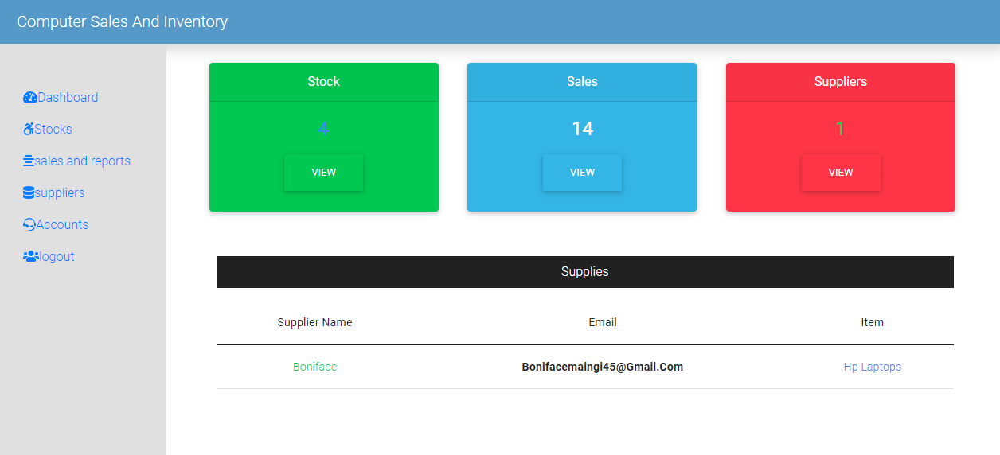 Computer Sales And Inventory
Dashboard
Stocks
sales and reports
suppliers
Accounts
logout
Stock
4
VIEW
Sales
14
VIEW
Suppliers
1
VIEW
Supplies
Supplier Name Email Item
Boniface Bonifacemaingi45@Gmail.Com Hp Laptops